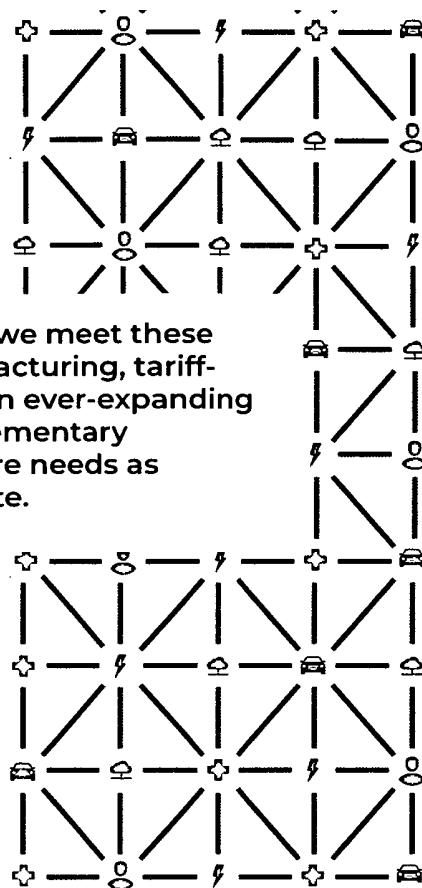 we meet these
acturing, tariff-
n ever-expanding
ementary
re needs as
te.